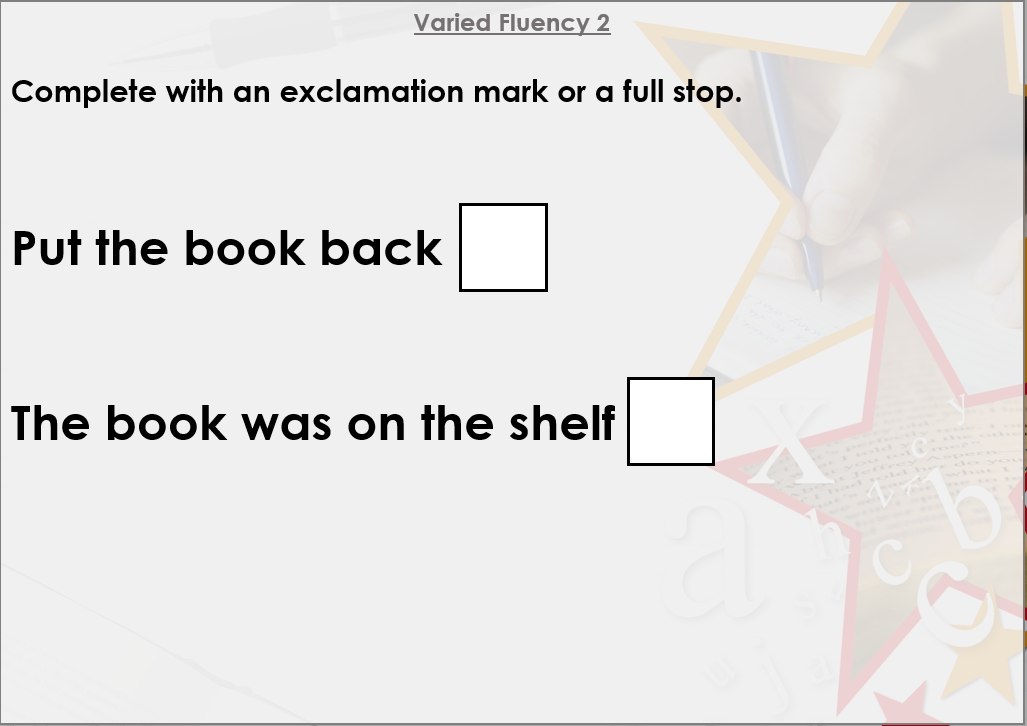 Varied Fluency 2
Complete with an exclamation mark or a full stop.
Put the book back
The book was on the shelf